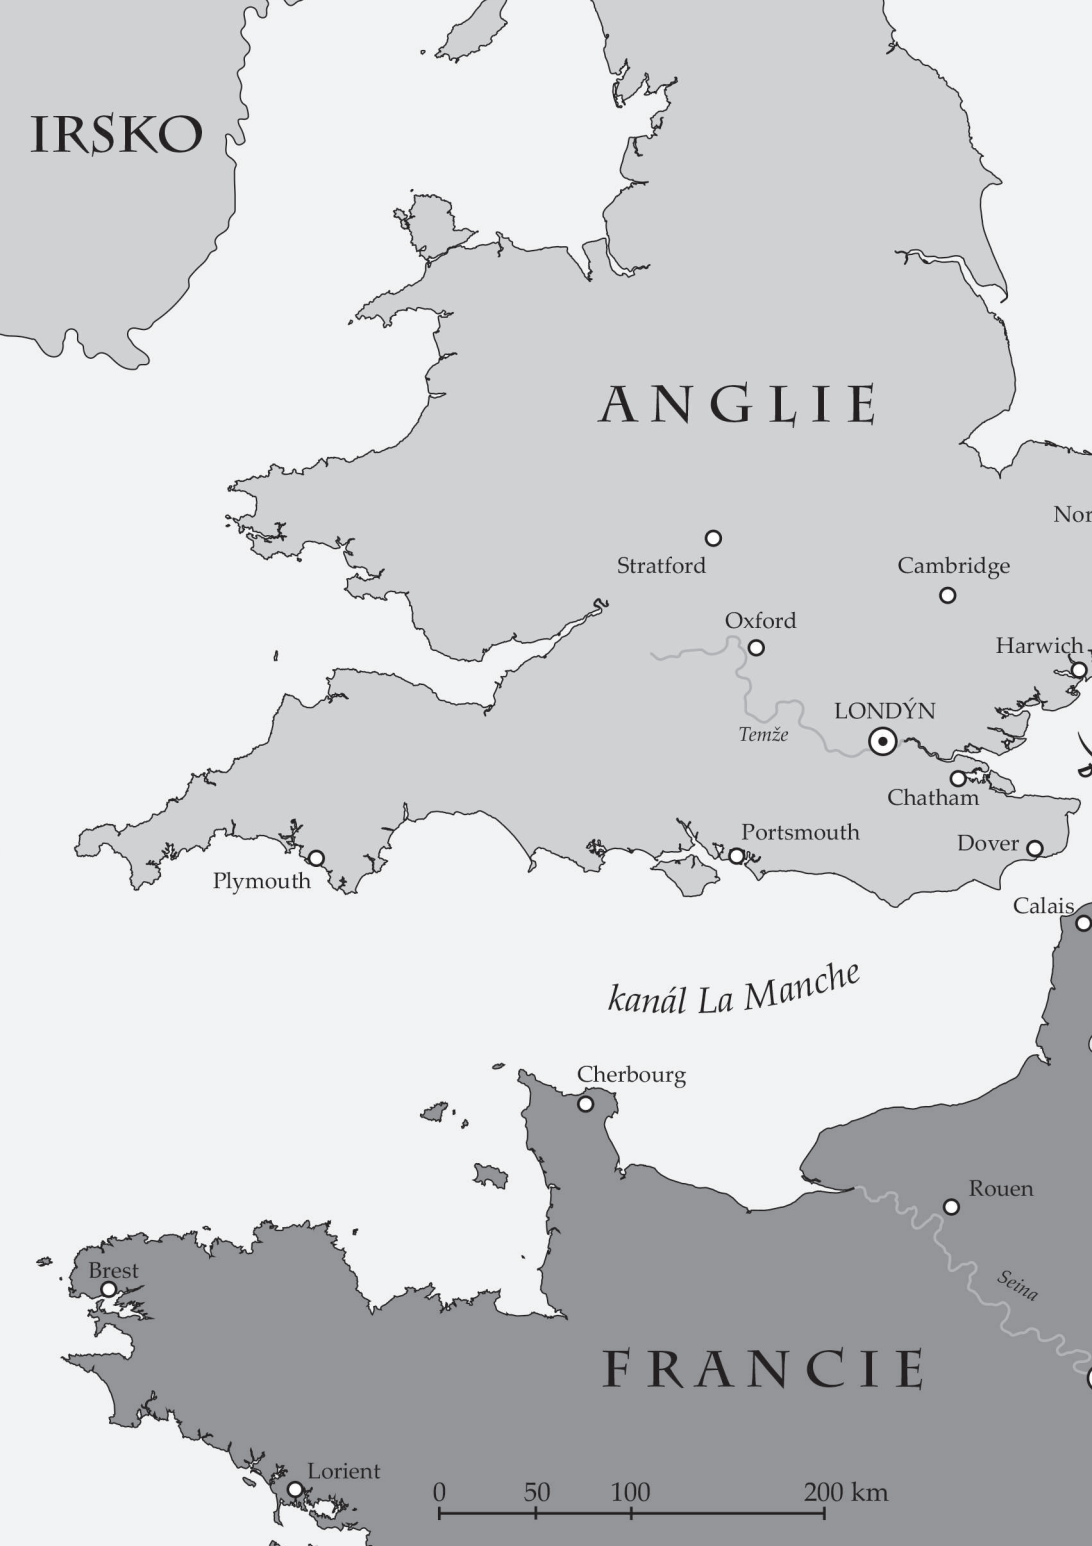 IRSKO
ANGLIE
Nor
Stratford
Cambridge
Oxford
Harwich
LONDÝN
Temže
Chatham
Portsmouth
Dover
Plymouth
Calais
kanál La Manche
Cherbourg
Rouen
Brest
Seina
FRANCIE
Lorient
0 50 100 200 km